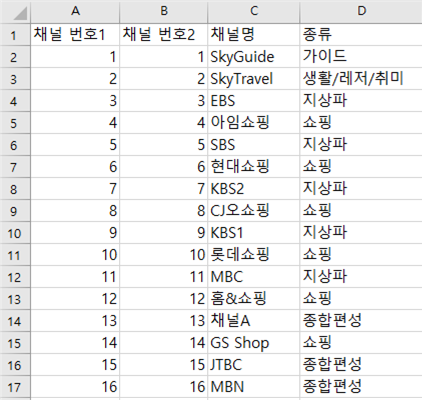 A B C D
1 채널 번호1 채널 번호2 채널명 종류
2 1 1 SkyGuide 가이드
3 2 2 SkyTravel 생활/레저/취미
4 3 3 EBS 지상파
5 4 4 아임쇼핑 쇼핑
6 5 5 SBS 지상파
7 6 6 현대쇼핑 쇼핑
8 7 7 KBS2 지상파
9 8 8 CJ오쇼핑 쇼핑
10 9 9 KBS1 지상파
11 10 10 롯데쇼핑 쇼핑
12 11 11 MBC 지상파
13 12 12 홈&쇼핑 쇼핑
14 13 13 채널A 종합편성
15 14 14 GS Shop 쇼핑
16 15 15 JTBC 종합편성
17 16 16 MBN 종합편성